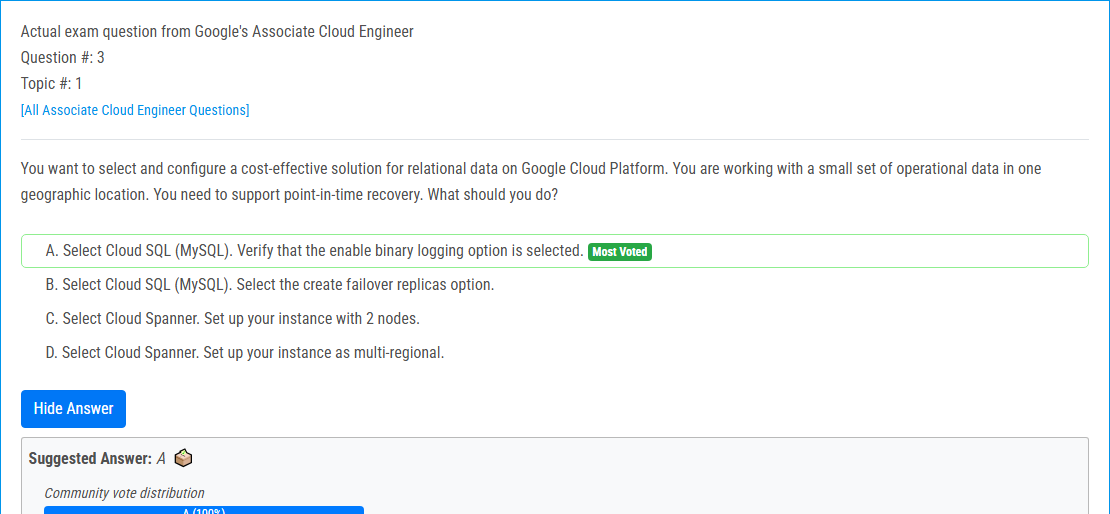 Actual exam question from Google's Associate Cloud Engineer
Question #: 3
Topic #: 1
[All Associate Cloud Engineer Questions]
You want to select and configure a cost-effective solution for relational data on Google Cloud Platform. You are working with a small set of operational data in one
geographic location. You need to support point-in-time recovery. What should you do?
A. Select Cloud SQL (MySQL). Verify that the enable binary logging option is selected. Most Voted
B. Select Cloud SQL (MySQL). Select the create failover replicas option.
C. Select Cloud Spanner. Set up your instance with 2 nodes.
D. Select Cloud Spanner. Set up your instance as multi-regional.
Hide Answer
Suggested Answer: A
Community vote distribution
A (100%)